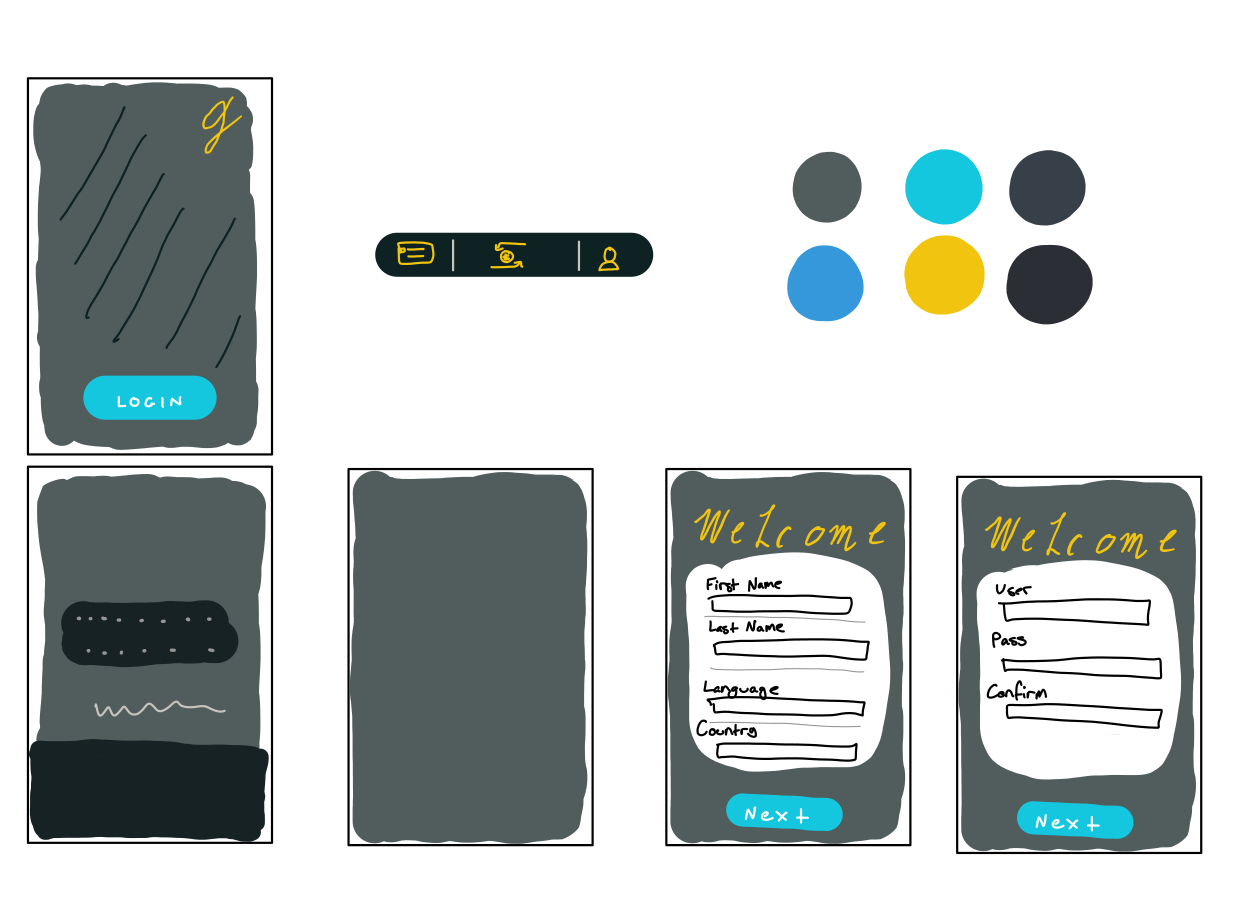 g
LOGIN
Welcome
First Name
Last Name
Language
Country
Next
Welcome
User
Pass
Confirm
Next